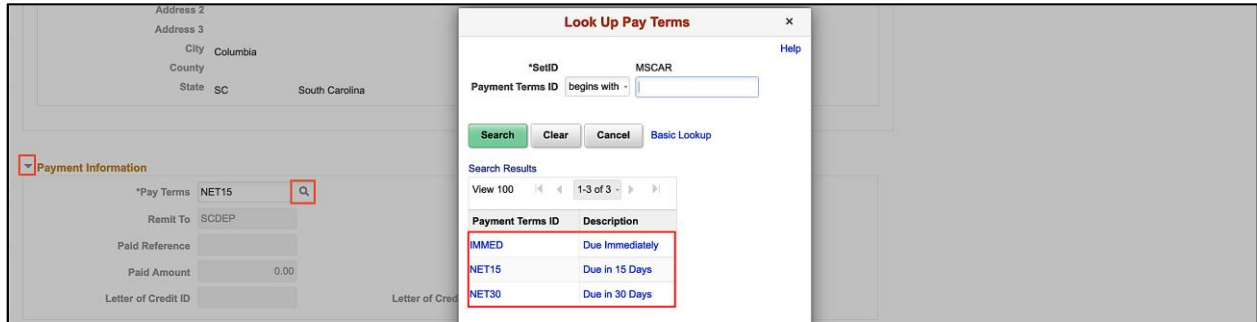 Address 2
Address 3
City Columbia
County
State SC South Carolina
Payment Information
*Pay Terms NET15
Remit To SCDEP
Paid Reference
Paid Amount 0.00
Letter of Credit ID Letter of Cred
Look Up Pay Terms ×
Help
*SetID MSCAR
Payment Terms ID begins with
Search Clear Cancel Basic Lookup
Search Results
View 100 1-3 of 3
Payment Terms ID Description
IMMED Due Immediately
NET15 Due in 15 Days
NET30 Due in 30 Days